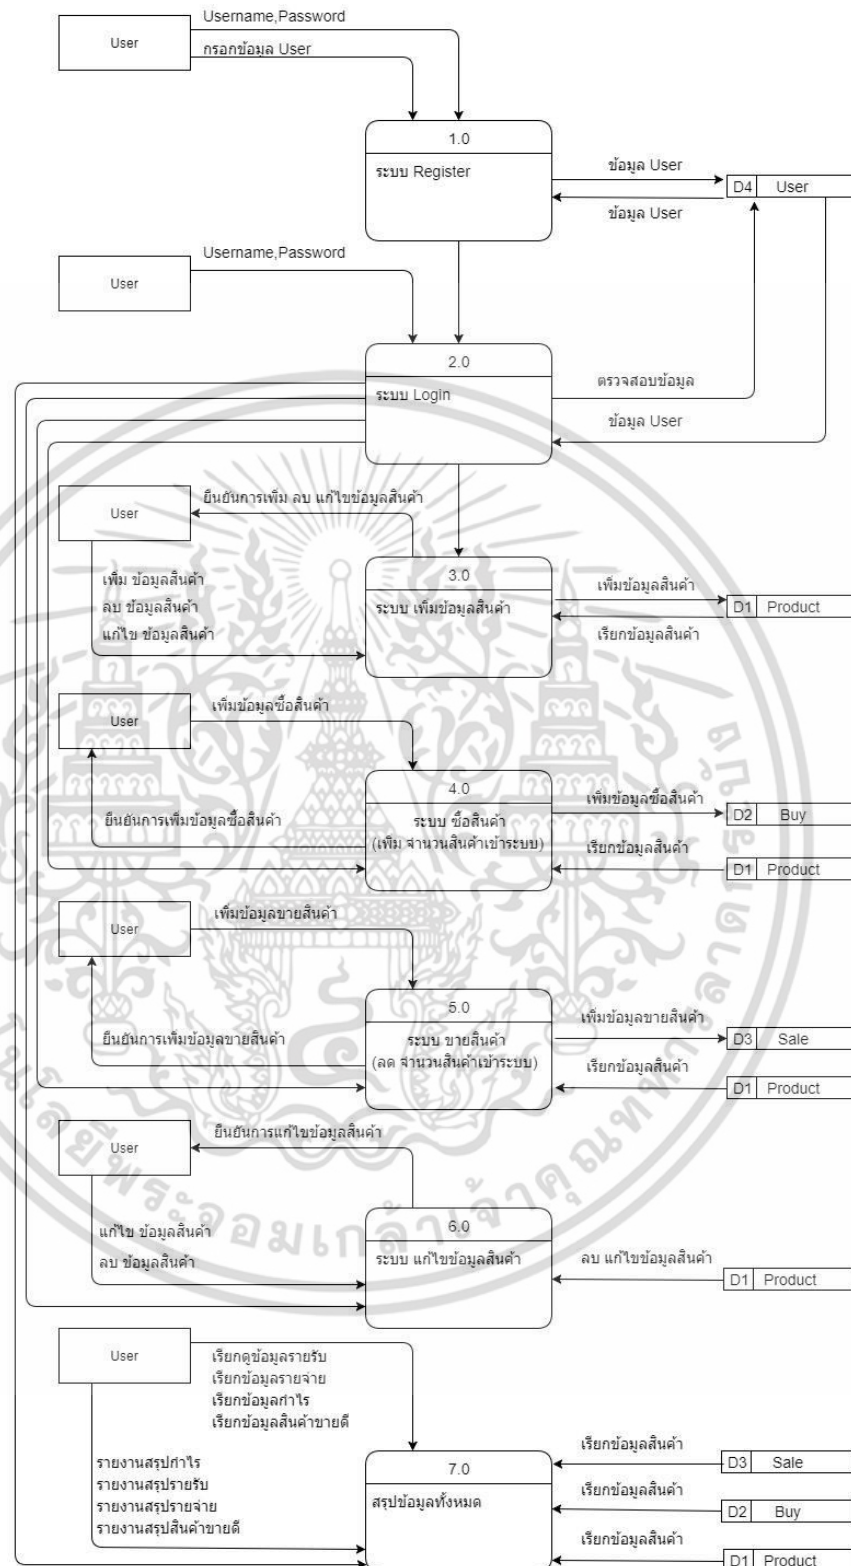 Username,Password
User
กรอกข้อมูล User
1.0
ระบบ Register
ข้อมูล User
D4 User
ข้อมูล User
Username,Password
User
2.0
ระบบ Login
ตรวจสอบข้อมูล
ข้อมูล User
ยืนยันการเพิ่ม ลบ แก้ไขข้อมูลสินค้า
User
เพิ่ม ข้อมูลสินค้า
ลบ ข้อมูลสินค้า
แก้ไข ข้อมูลสินค้า
3.0
ระบบ เพิ่มข้อมูลสินค้า
เพิ่มข้อมูลสินค้า
D1 Product
เรียกข้อมูลสินค้า
User
เพิ่มข้อมูลซื้อสินค้า
ยืนยันการเพิ่มข้อมูลซื้อสินค้า
4.0
ระบบ ซื้อสินค้า
(เพิ่ม จำนวนสินค้าเข้าระบบ)
เพิ่มข้อมูลซื้อสินค้า
D2 Buy
เรียกข้อมูลสินค้า
D1 Product
User
เพิ่มข้อมูลขายสินค้า
ยืนยันการเพิ่มข้อมูลขายสินค้า
5.0
ระบบ ขายสินค้า
(ลด จำนวนสินค้าเข้าระบบ)
เพิ่มข้อมูลขายสินค้า
D3 Sale
เรียกข้อมูลสินค้า
D1 Product
User
ยืนยันการแก้ไขข้อมูลสินค้า
แก้ไข ข้อมูลสินค้า
ลบ ข้อมูลสินค้า
6.0
ระบบ แก้ไขข้อมูลสินค้า
ลบ แก้ไขข้อมูลสินค้า
D1 Product
User
เรียกดูข้อมูลรายรับ
เรียกข้อมูลรายจ่าย
เรียกข้อมูลกำไร
เรียกข้อมูลสินค้าขายดี
รายงานสรุปกำไร
รายงานสรุปรายรับ
รายงานสรุปรายจ่าย
รายงานสรุปสินค้าขายดี
7.0
สรุปข้อมูลทั้งหมด
เรียกข้อมูลสินค้า
D3 Sale
เรียกข้อมูลสินค้า
D2 Buy
เรียกข้อมูลสินค้า
D1 Product
พระจอมเกล้าเจ้าคุณทหารลาดกระบัง